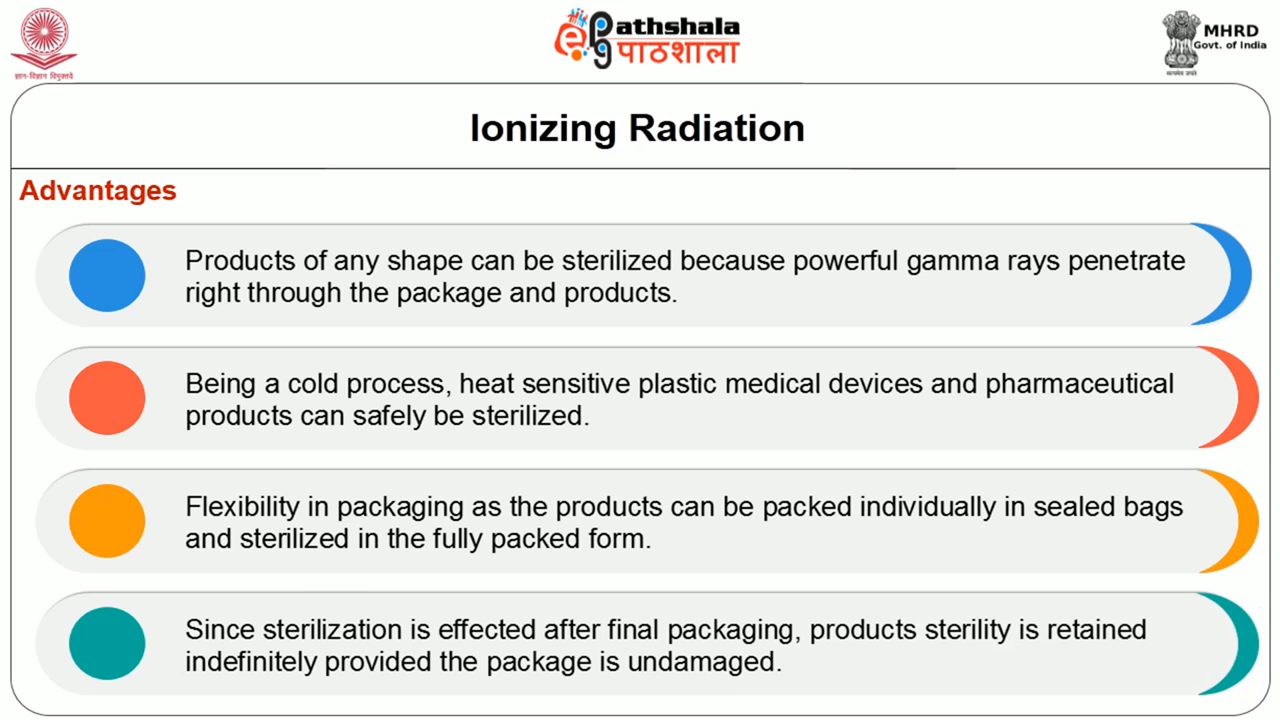 ज्ञान-विज्ञान विमुक्तये
ePathshala
पाठशाला
MHRD
Govt. of India
सत्यमेव जयते
Ionizing Radiation
Advantages
Products of any shape can be sterilized because powerful gamma rays penetrate
right through the package and products.
Being a cold process, heat sensitive plastic medical devices and pharmaceutical
products can safely be sterilized.
Flexibility in packaging as the products can be packed individually in sealed bags
and sterilized in the fully packed form.
Since sterilization is effected after final packaging, products sterility is retained
indefinitely provided the package is undamaged.